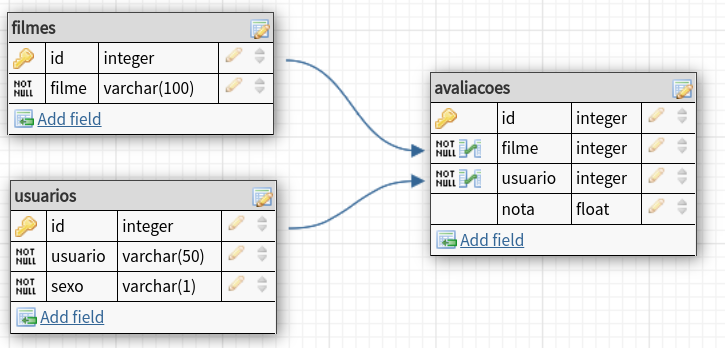 filmes
id integer
NOT NULL filme varchar(100)
Add field
usuarios
id integer
NOT NULL usuario varchar(50)
NOT NULL sexo varchar(1)
Add field
avaliacoes
id integer
NOT NULL filme integer
NOT NULL usuario integer
nota float
Add field